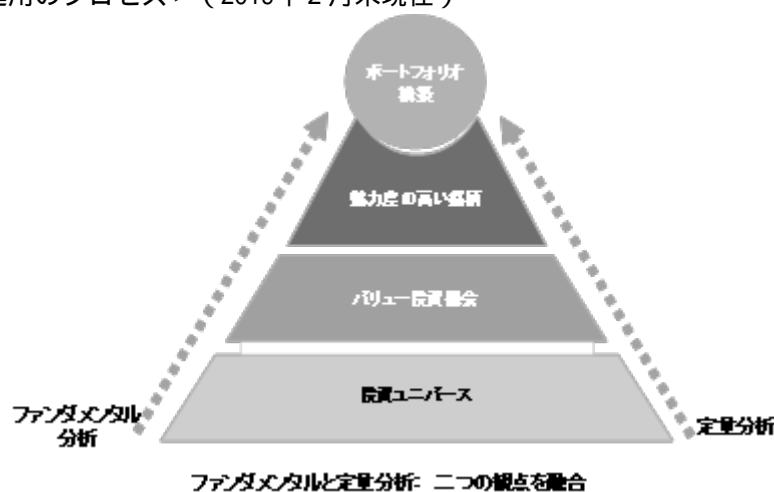 用のプロセス＞（2016年2月末現在）
ポートフォリオ
構築
魅力度の高い銘柄
バリュー投資機会
投資ユニバース
ファンダメンタル
分析
定量分析
ファンダメンタルと定量分析: 二つの観点を融合